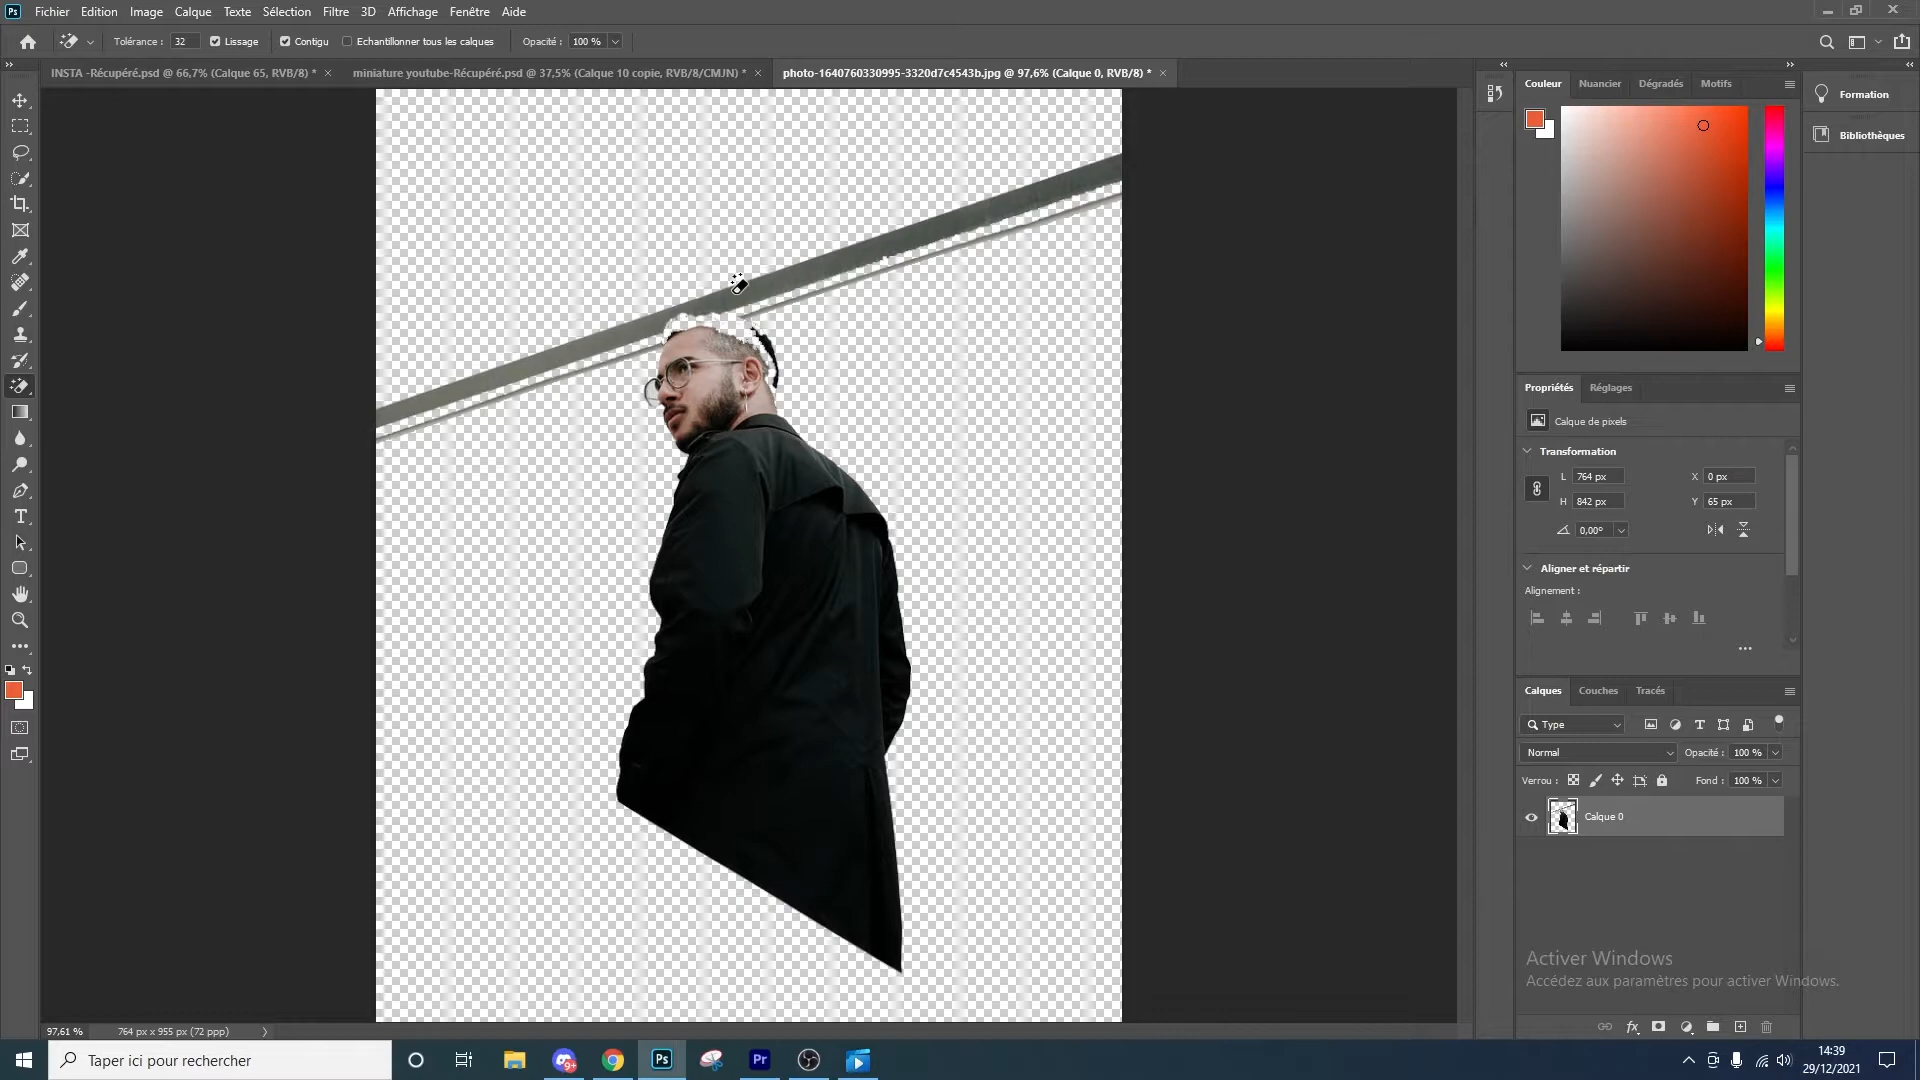 Ps Fichier Edition Image Calque Texte Sélection Filtre 3D Affichage Fenêtre Aide
Tolérance : 32 Lissage Contigu Echantillonner tous les calques Opacité : 100 %
INSTA -Récupéré.psd @ 66,7% (Calque 65, RVB/8) * × miniature youtube-Récupéré.psd @ 37,5% (Calque 10 copie, RVB/8/CMJN) * × photo-1640760330995-3320d7c4543b.jpg @ 97,6% (Calque 0, RVB/8) * ×
Couleur Nuancier Dégradés Motifs
Formation
Bibliothèques
Propriétés Réglages
Calque de pixels
Transformation
L 764 px X 0 px
H 842 px Y 65 px
0,00°
Aligner et répartir
Alignement :
Calques Couches Tracés
Type
Normal Opacité : 100 %
Verrou : Fond : 100 %
Calque 0
Activer Windows
Accédez aux paramètres pour activer Windows.
97,61 % 764 px x 955 px (72 ppp)
fx
Taper ici pour rechercher
9+
Ps
Pr
14:39
29/12/2021